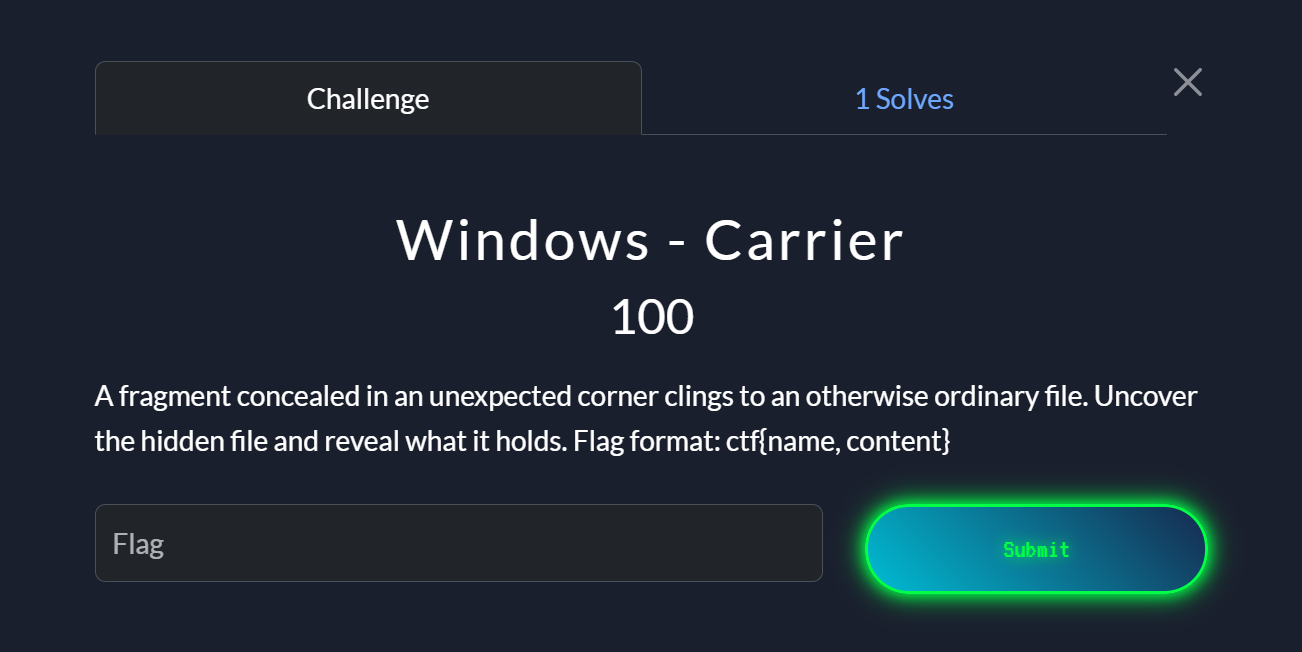 Challenge
1 Solves
Windows - Carrier
100
A fragment concealed in an unexpected corner clings to an otherwise ordinary file. Uncover
the hidden file and reveal what it holds. Flag format: ctf{name, content}
Flag
Submit